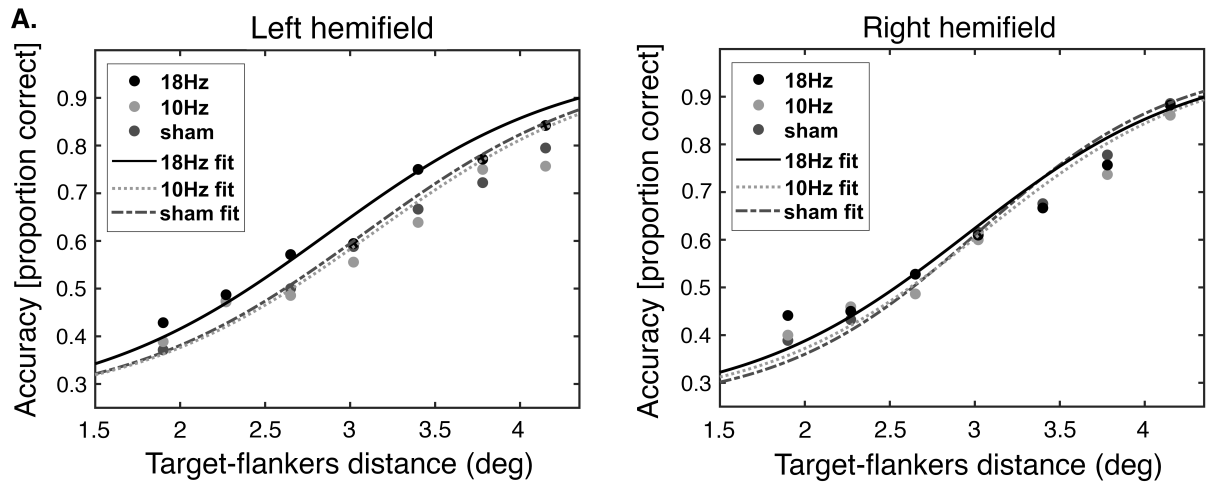 A.
Left hemifield
Accuracy [proportion correct]
0.9
0.8
0.7
0.6
0.5
0.4
0.3
18Hz
10Hz
sham
18Hz fit
10Hz fit
sham fit
1.5 2 2.5 3 3.5 4
Target-flankers distance (deg)
Right hemifield
Accuracy [proportion correct]
0.9
0.8
0.7
0.6
0.5
0.4
0.3
18Hz
10Hz
sham
18Hz fit
10Hz fit
sham fit
1.5 2 2.5 3 3.5 4
Target-flankers distance (deg)